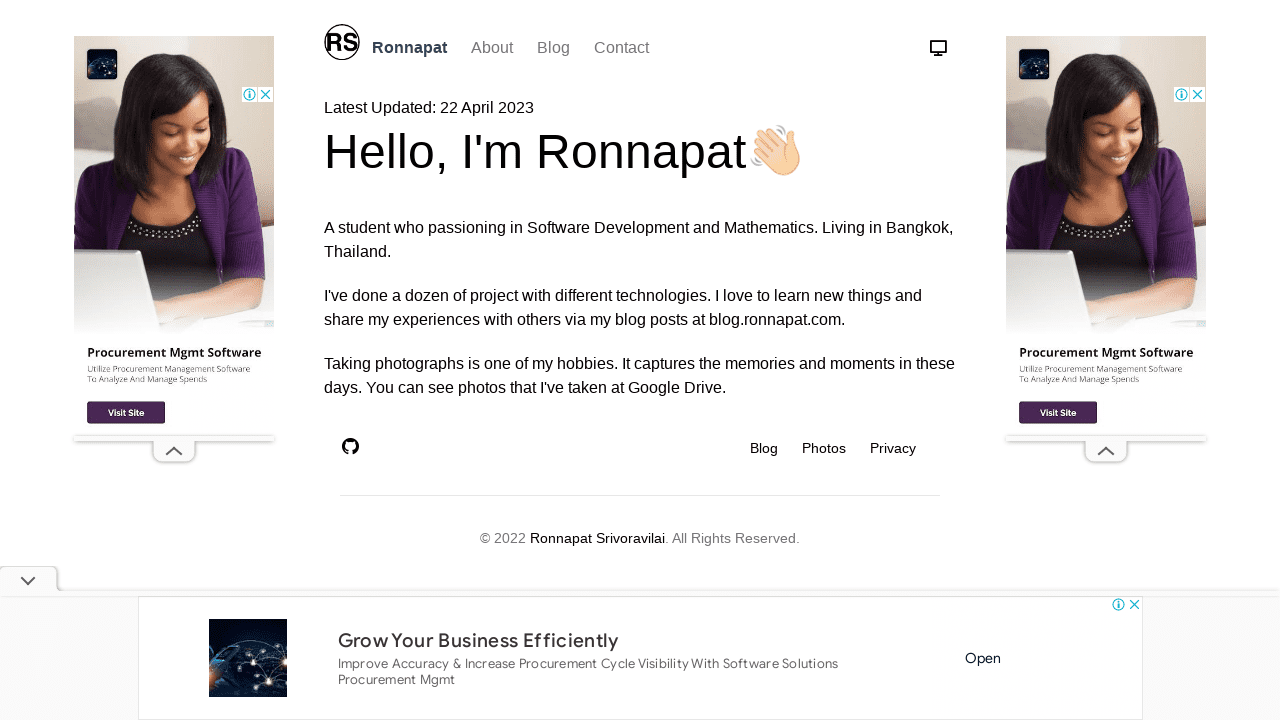 RS
Ronnapat About Blog Contact
Latest Updated: 22 April 2023
Hello, I'm Ronnapat👋🏻
A student who passioning in Software Development and Mathematics. Living in Bangkok,
Thailand.
I've done a dozen of project with different technologies. I love to learn new things and
share my experiences with others via my blog posts at blog.ronnapat.com.
Taking photographs is one of my hobbies. It captures the memories and moments in these
days. You can see photos that I've taken at Google Drive.
Blog Photos Privacy
© 2022 Ronnapat Srivoravilai. All Rights Reserved.
Procurement Mgmt Software
Utilize Procurement Management Software
To Analyze And Manage Spends
Visit Site
Procurement Mgmt Software
Utilize Procurement Management Software
To Analyze And Manage Spends
Visit Site
Grow Your Business Efficiently
Improve Accuracy & Increase Procurement Cycle Visibility With Software Solutions
Procurement Mgmt
Open